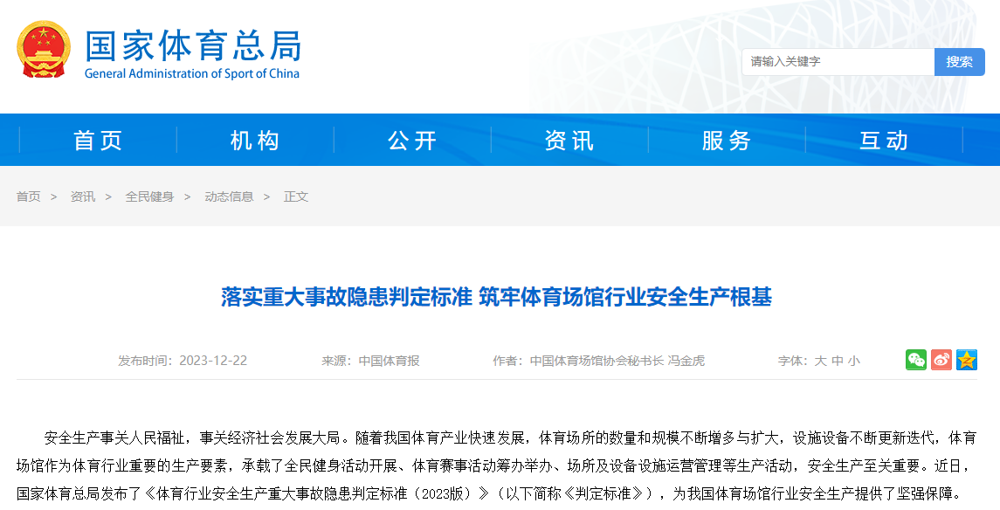 国家体育总局
General Administration of Sport of China
请输入关键字
搜索
首页 机构 公开 资讯 服务 互动
首页 > 资讯 > 全民健身 > 动态信息 > 正文
落实重大事故隐患判定标准 筑牢体育场馆行业安全生产根基
发布时间：2023-12-22 来源：中国体育报 作者：中国体育场馆协会秘书长 冯金虎 字体：大 中 小
安全生产事关人民福祉，事关经济社会发展大局。随着我国体育产业快速发展，体育场所的数量和规模不断增多与扩大，设施设备不断更新迭代，体育
场馆作为体育行业重要的生产要素，承载了全民健身活动开展、体育赛事活动筹办举办、场所及设备设施运营管理等生产活动，安全生产至关重要。近日，
国家体育总局发布了《体育行业安全生产重大事故隐患判定标准（2023版）》（以下简称《判定标准》），为我国体育场馆行业安全生产提供了坚强保障。